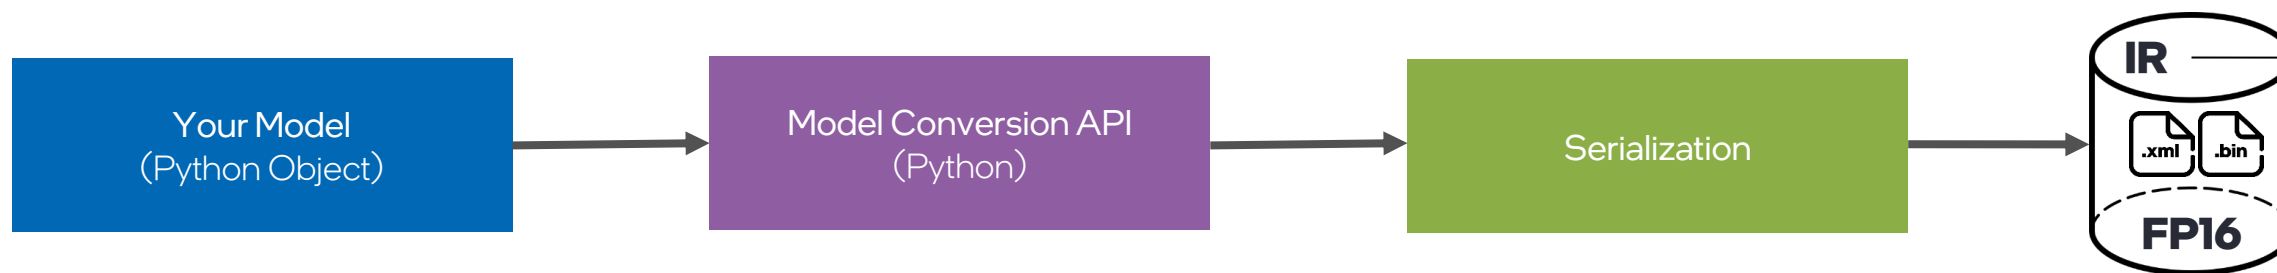 Your Model
(Python Object)
Model Conversion API
(Python)
Serialization
IR
.xml
.bin
FP16